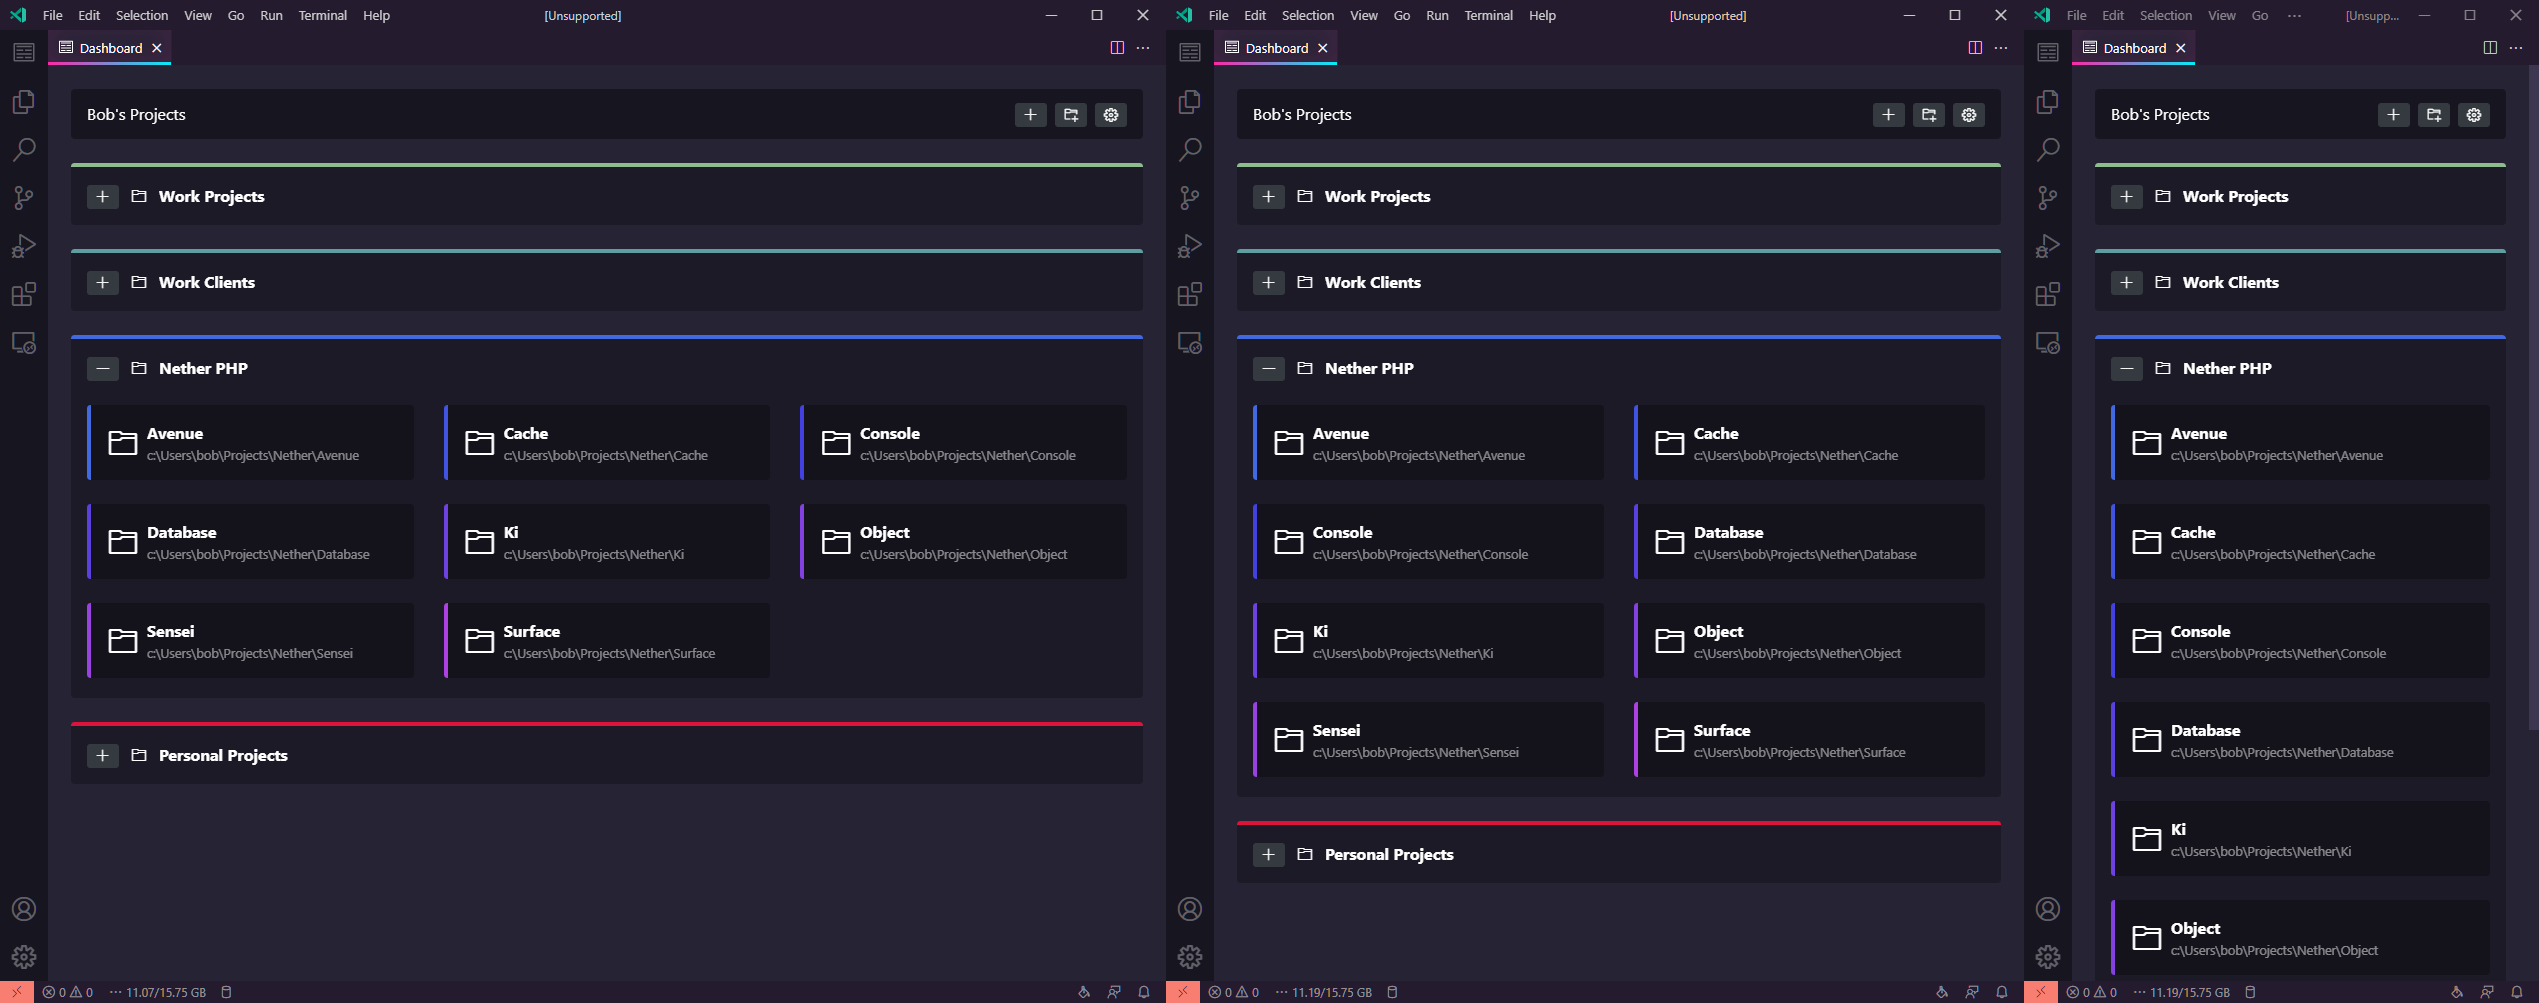 File Edit Selection View Go Run Terminal Help [Unsupported]
Dashboard
Bob's Projects
Work Projects
Work Clients
Nether PHP
Avenue
c:\Users\bob\Projects\Nether\Avenue
Cache
c:\Users\bob\Projects\Nether\Cache
Console
c:\Users\bob\Projects\Nether\Console
Database
c:\Users\bob\Projects\Nether\Database
Ki
c:\Users\bob\Projects\Nether\Ki
Object
c:\Users\bob\Projects\Nether\Object
Sensei
c:\Users\bob\Projects\Nether\Sensei
Surface
c:\Users\bob\Projects\Nether\Surface
Personal Projects
0 0 ··· 11.07/15.75 GB
File Edit Selection View Go Run Terminal Help [Unsupported]
Dashboard
Bob's Projects
Work Projects
Work Clients
Nether PHP
Avenue
c:\Users\bob\Projects\Nether\Avenue
Cache
c:\Users\bob\Projects\Nether\Cache
Console
c:\Users\bob\Projects\Nether\Console
Database
c:\Users\bob\Projects\Nether\Database
Ki
c:\Users\bob\Projects\Nether\Ki
Object
c:\Users\bob\Projects\Nether\Object
Sensei
c:\Users\bob\Projects\Nether\Sensei
Surface
c:\Users\bob\Projects\Nether\Surface
Personal Projects
0 0 ··· 11.19/15.75 GB
File Edit Selection View Go ··· [Unsupp...
Dashboard
Bob's Projects
Work Projects
Work Clients
Nether PHP
Avenue
c:\Users\bob\Projects\Nether\Avenue
Cache
c:\Users\bob\Projects\Nether\Cache
Console
c:\Users\bob\Projects\Nether\Console
Database
c:\Users\bob\Projects\Nether\Database
Ki
c:\Users\bob\Projects\Nether\Ki
Object
c:\Users\bob\Projects\Nether\Object
0 0 ··· 11.19/15.75 GB